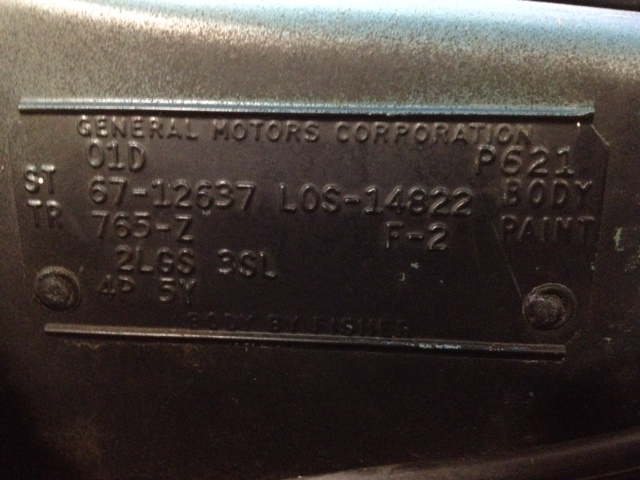 GENERAL MOTORS CORPORATION
01D P621
ST 67-12637 LOS-14822 BODY
TR 765-Z F-2 PAINT
2LGS 3SL
4P 5Y
BODY BY FISHER